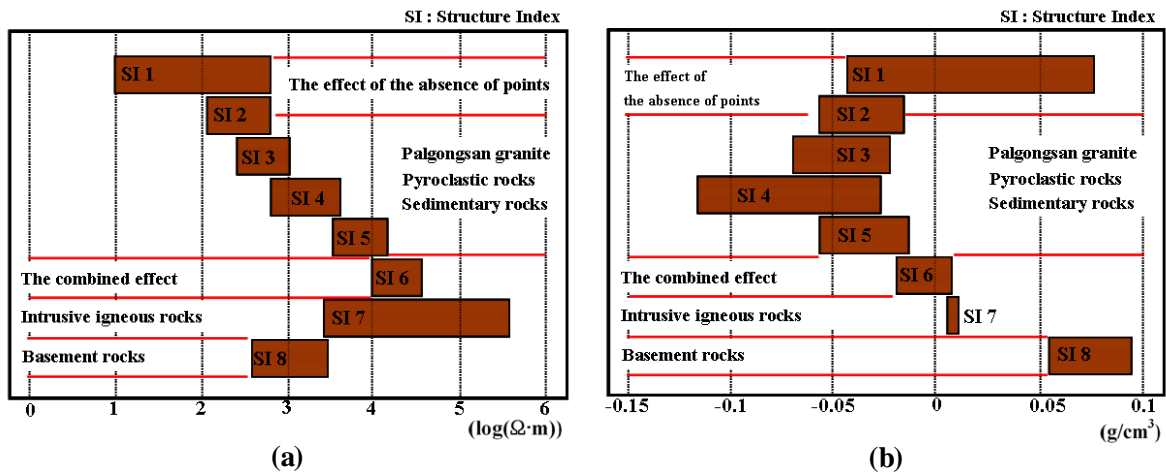 SI : Structure Index
SI 1
The effect of the absence of points
SI 2
SI 3
Palgongsan granite
SI 4
Pyroclastic rocks
Sedimentary rocks
SI 5
The combined effect
SI 6
Intrusive igneous rocks
SI 7
Basement rocks
SI 8
0 1 2 3 4 5 6
(log(Ω·m))
(a)
SI : Structure Index
SI 1
The effect of
the absence of points
SI 2
SI 3
Palgongsan granite
SI 4
Pyroclastic rocks
Sedimentary rocks
SI 5
The combined effect
SI 6
Intrusive igneous rocks
SI 7
Basement rocks
SI 8
-0.15 -0.1 -0.05 0 0.05 0.1
(g/cm³)
(b)